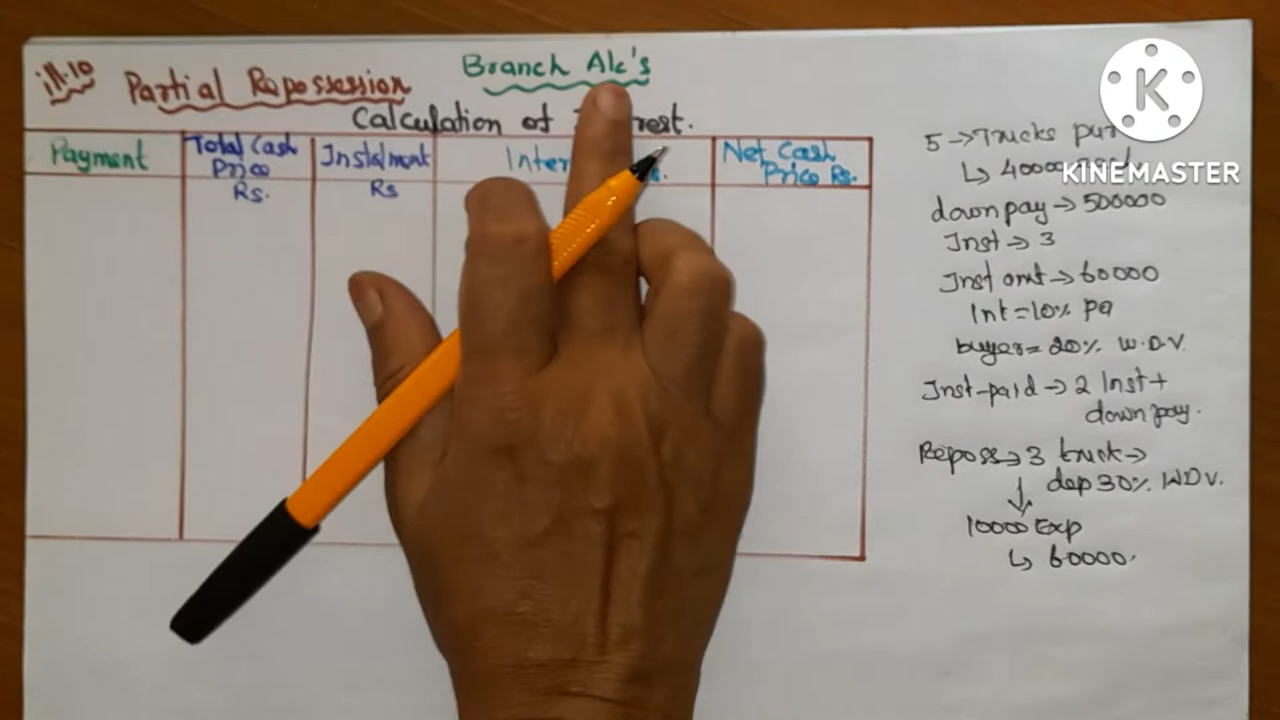 ill.10 Partial Repossession Branch A/c's
Calculation of
Payment
Total Cash Price Rs.
Instalment Rs
Net Cash Price Rs.
5 → Trucks
↳
KINEMASTER
down pay → 500000
Inst → 3
Inst amt → 60000
Int = 10% pa
buyer = 20% W.D.V.
Inst-paid → 2 Inst +
down pay.
Reposs → 3 truck →
dep 30% WDV.
↓
10000 Exp
↳ 60000.